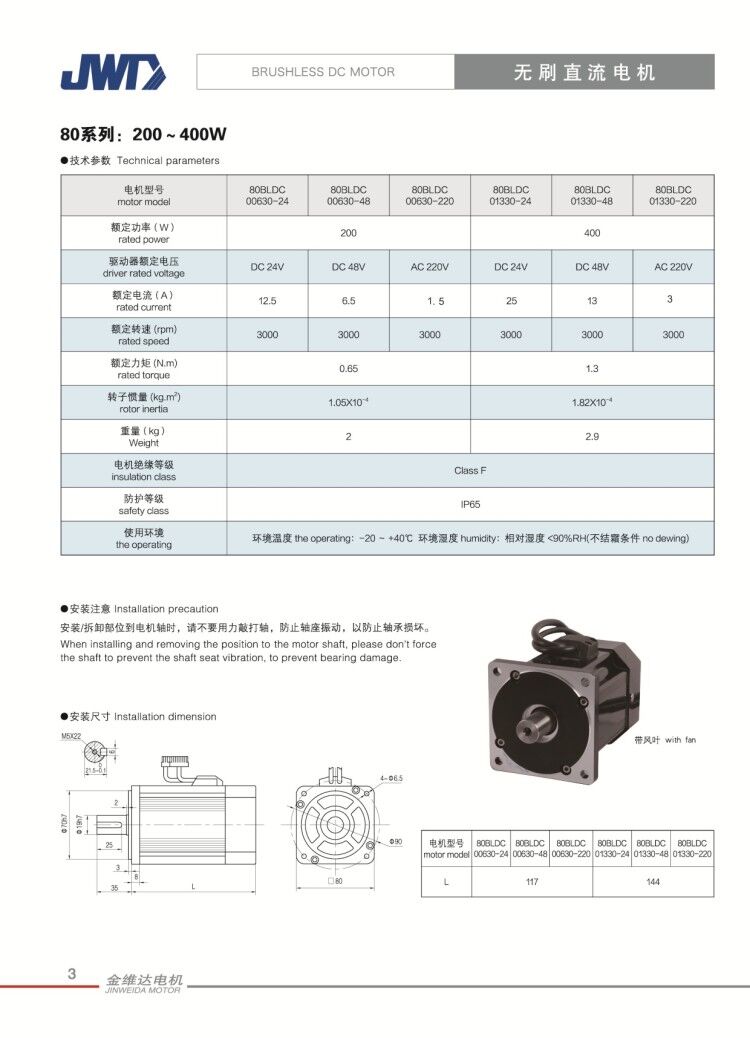 JWD
BRUSHLESS DC MOTOR
无刷直流电机
80系列：200～400W
●技术参数 Technical parameters
电机型号 80BLDC 80BLDC 80BLDC 80BLDC 80BLDC 80BLDC
motor model 00630-24 00630-48 00630-220 01330-24 01330-48 01330-220
额定功率(W)
rated power 200 400
驱动器额定电压
driver rated voltage DC 24V DC 48V AC 220V DC 24V DC 48V AC 220V
额定电流(A)
rated current 12.5 6.5 1.5 25 13 3
额定转速(rpm)
rated speed 3000 3000 3000 3000 3000 3000
额定力矩(N.m)
rated torque 0.65 1.3
转子惯量(kg.m²)
rotor inertia 1.05X10⁻⁴ 1.82X10⁻⁴
重量(kg)
Weight 2 2.9
电机绝缘等级
insulation class Class F
防护等级
safety class IP65
使用环境
the operating 环境温度 the operating: -20 ~ +40℃ 环境湿度 humidity: 相对湿度 <90%RH(不结霜条件 no dewing)
●安装注意 Installation precaution
安装/拆卸部位到电机轴时，请不要用力敲打轴，防止轴座振动，以防止轴承损坏。
When installing and removing the position to the motor shaft, please don't force
the shaft to prevent the shaft seat vibration, to prevent bearing damage.
带风叶 with fan
●安装尺寸 Installation dimension
M5X22
6
0
21.5-0.1
2
Φ70h7
Φ19h7
25
3
8
35
L
4-Φ6.5
Φ90
□80
电机型号 80BLDC 80BLDC 80BLDC 80BLDC 80BLDC 80BLDC
motor model 00630-24 00630-48 00630-220 01330-24 01330-48 01330-220
L 117 144
3
金维达电机
JINWEIDA MOTOR